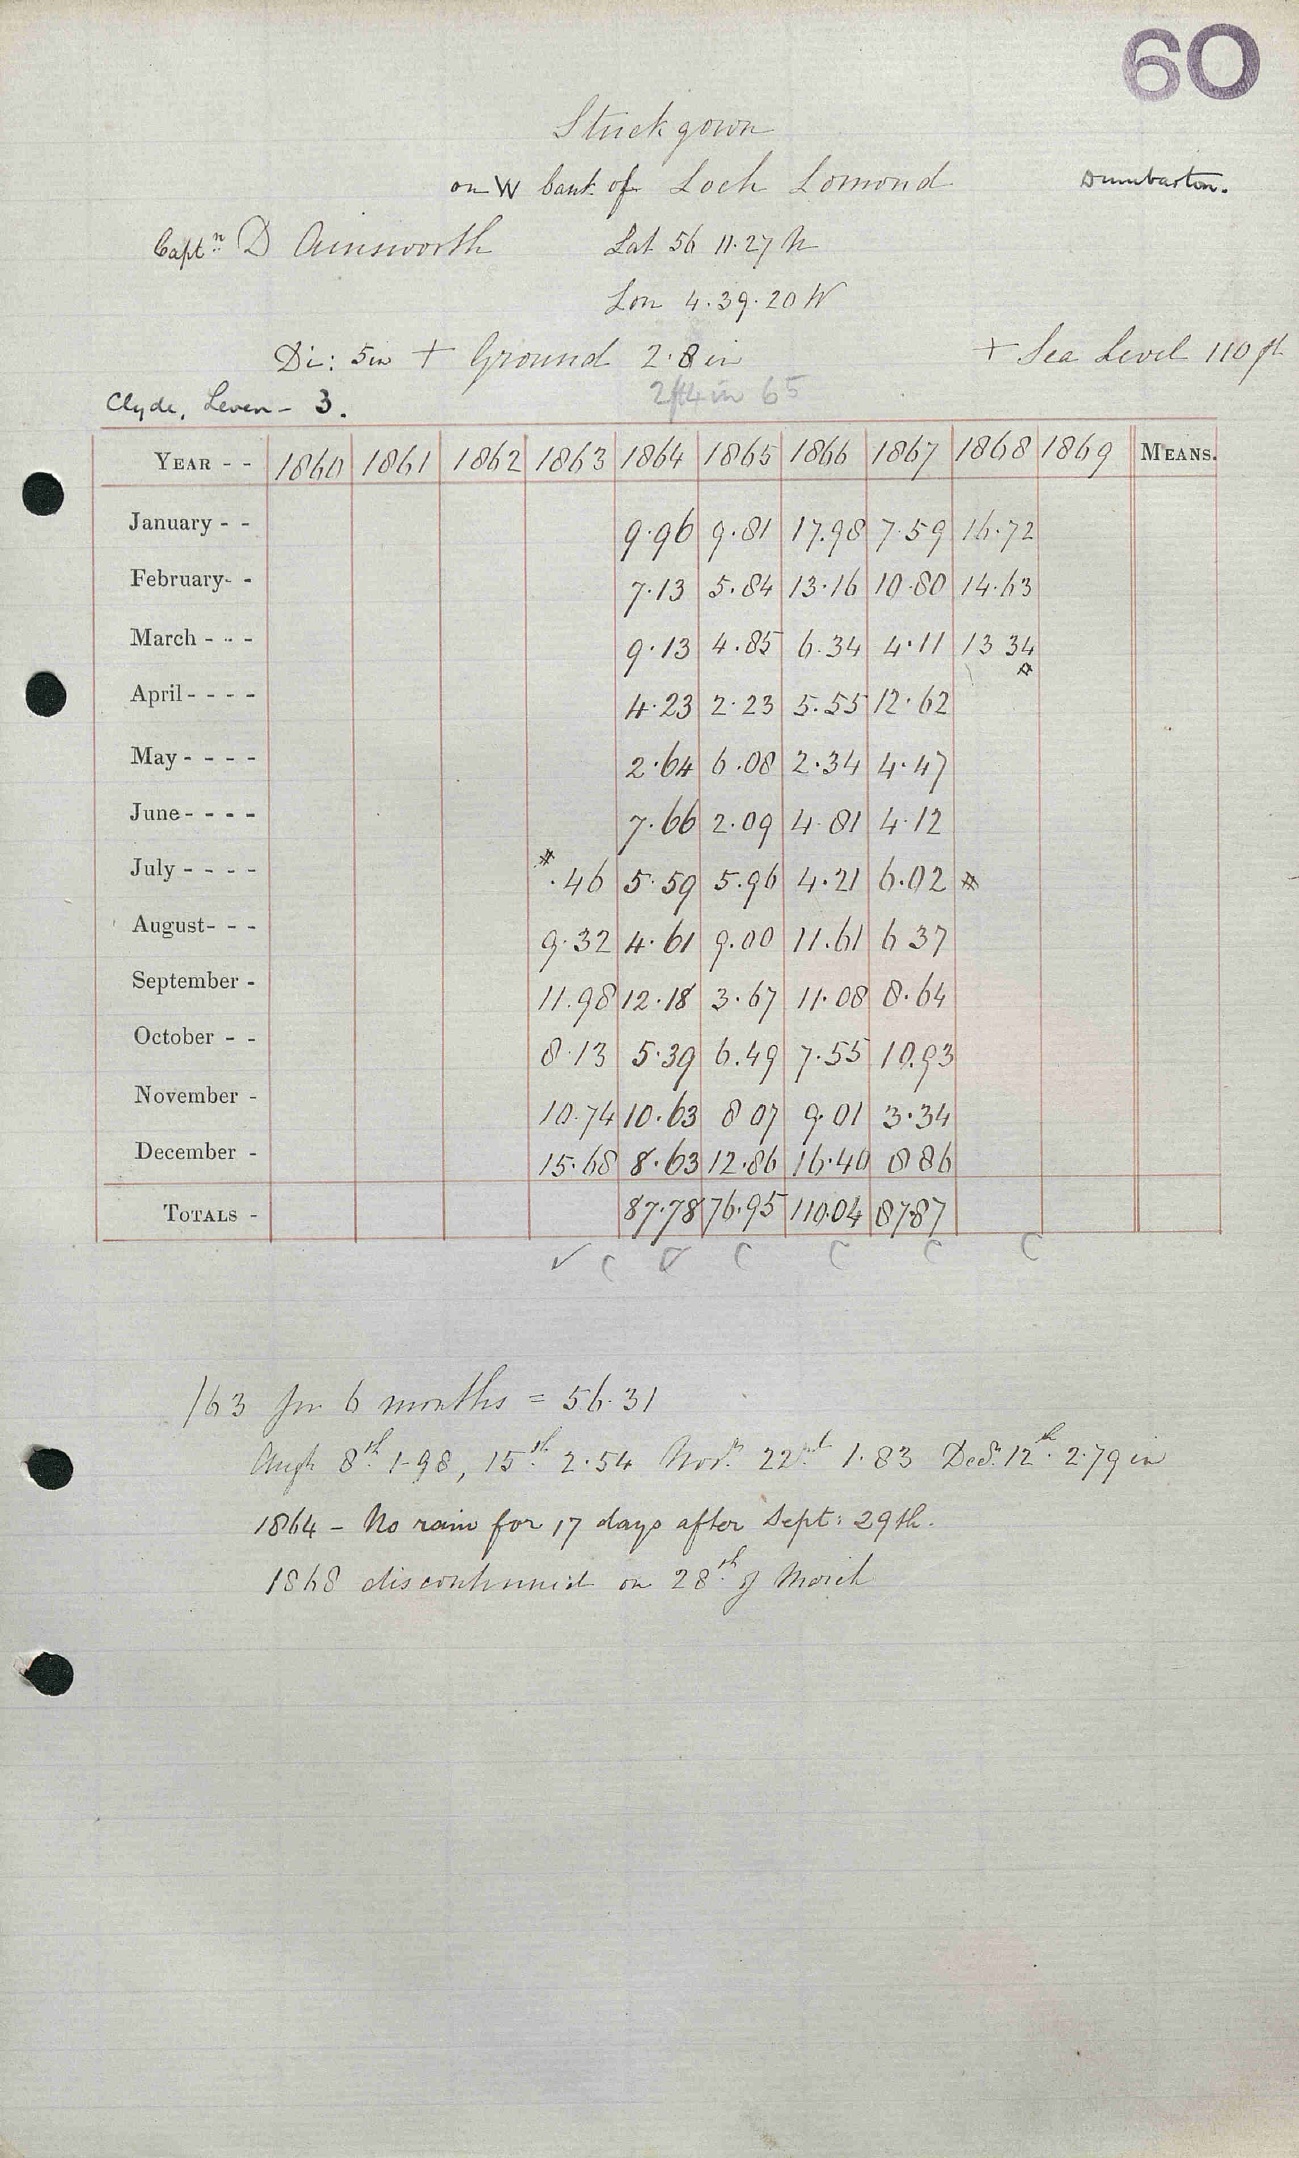 60
Stuckgown
on W bank of Loch Lomond Dumbarton.
Captn D Ainsworth Lat 56 11.27 N
Lon 4.39.20 W
Di: 5in + Ground 2.8 in + Sea Level 110 ft
2ft 4 in 65
Clyde, Leven - 3.
YEAR - - 1860 1861 1862 1863 1864 1865 1866 1867 1868 1869 MEANS.
January - - 9.96 9.81 17.98 7.59 16.72
February- - 7.13 5.84 13.16 10.80 14.63
March - - - 9.13 4.85 6.34 4.11 13 34
April - - - - 4.23 2.23 5.55 12.62
May - - - - 2.64 6.08 2.34 4.47
June - - - - 7.66 2.09 4.81 4.12
July - - - - * .46 5.59 5.96 4.21 6.02 *
August- - - 9.32 4.61 9.00 11.61 6 37
September - 11.98 12.18 3.67 11.08 8.64
October - - 8.13 5.39 6.49 7.55 10.93
November - 10.74 10.63 8 07 9.01 3.34
December - 15.68 8.63 12.86 16.40 8 86
TOTALS - 87.78 76.95 110.04 87.87
/63 for 6 months = 56.31
Augt 8th 1.98, 15th 2.54 Novr 22nd 1.83 Decr 12th 2.79 in
1864 - No rain for 17 days after Sept: 29th.
1868 discontinued on 28th of March